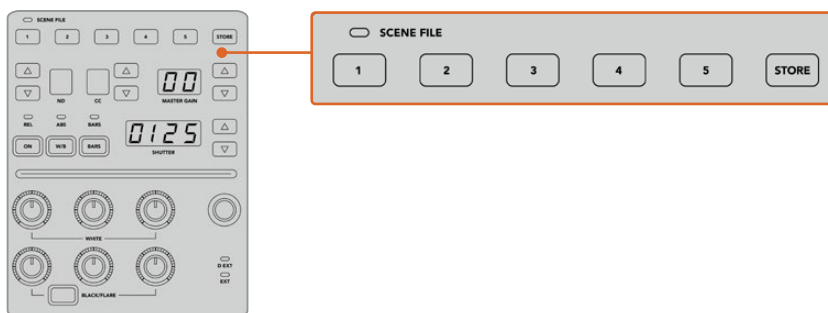 SCENE FILE
1 2 3 4 5 STORE
ND CC 00 MASTER GAIN
REL ABS BARS
ON W/B BARS
0125
SHUTTER
WHITE
D EXT
EXT
BLACK/FLARE
SCENE FILE
1 2 3 4 5 STORE